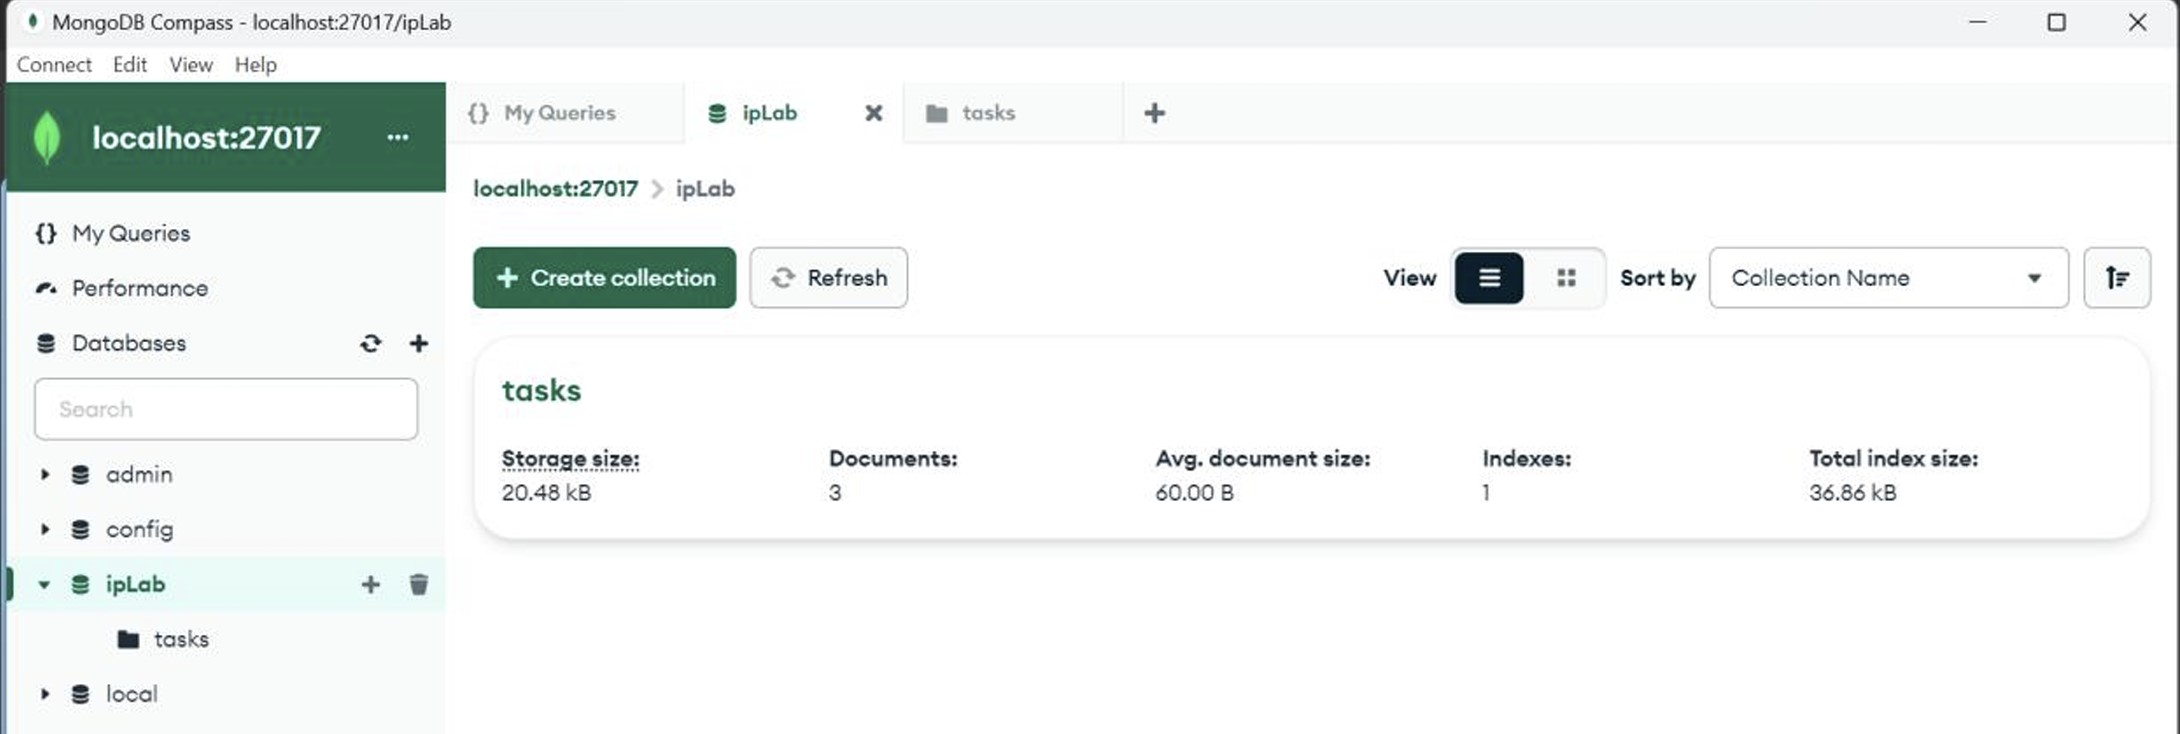 MongoDB Compass - localhost:27017/ipLab
Connect Edit View Help
localhost:27017 ...
{} My Queries
Performance
Databases
Search
admin
config
ipLab
tasks
local
{} My Queries ipLab tasks
localhost:27017 > ipLab
+ Create collection Refresh View Sort by Collection Name
tasks
Storage size: Documents: Avg. document size: Indexes: Total index size:
20.48 kB 3 60.00 B 1 36.86 kB